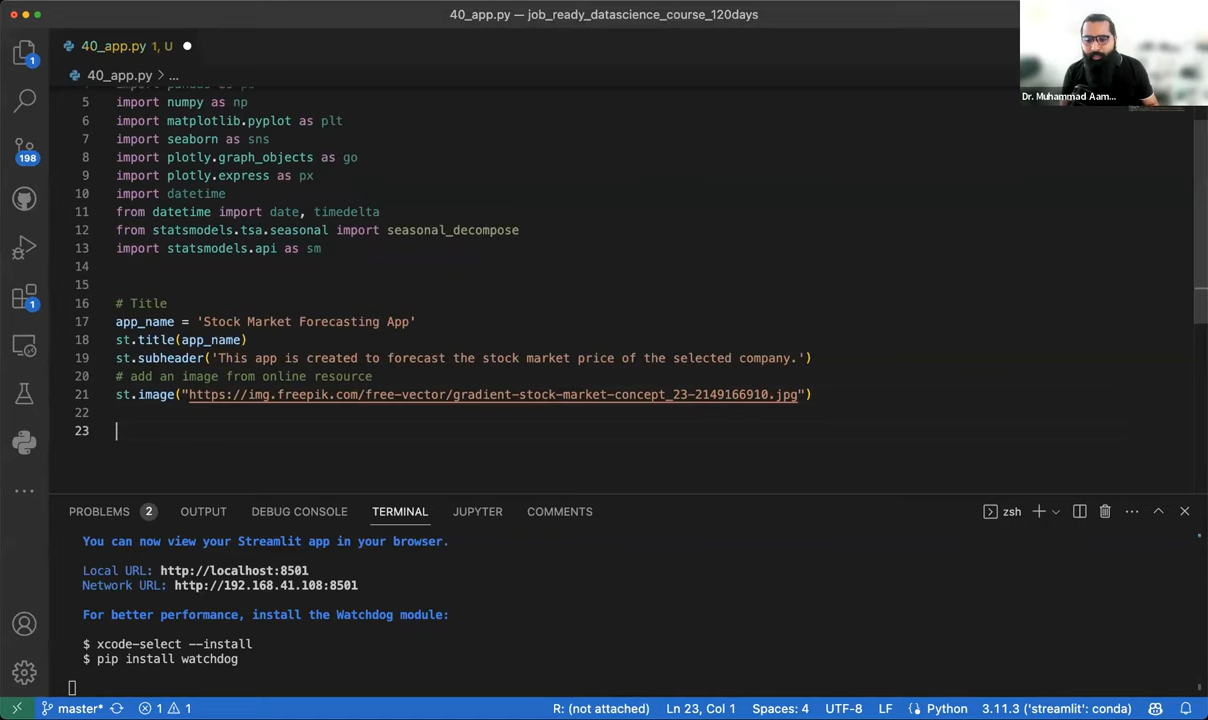 40_app.py — job_ready_datascience_course_120days
40_app.py 1, U
40_app.py > ...
5 import numpy as np
6 import matplotlib.pyplot as plt
7 import seaborn as sns
8 import plotly.graph_objects as go
9 import plotly.express as px
10 import datetime
11 from datetime import date, timedelta
12 from statsmodels.tsa.seasonal import seasonal_decompose
13 import statsmodels.api as sm
14
15
16 # Title
17 app_name = 'Stock Market Forecasting App'
18 st.title(app_name)
19 st.subheader('This app is created to forecast the stock market price of the selected company.')
20 # add an image from online resource
21 st.image("https://img.freepik.com/free-vector/gradient-stock-market-concept_23-2149166910.jpg")
22
23
Dr. Muhammad Aam...
1
198
1
PROBLEMS 2 OUTPUT DEBUG CONSOLE TERMINAL JUPYTER COMMENTS zsh
You can now view your Streamlit app in your browser.
Local URL: http://localhost:8501
Network URL: http://192.168.41.108:8501
For better performance, install the Watchdog module:
$ xcode-select --install
$ pip install watchdog
master* 1 1 R: (not attached) Ln 23, Col 1 Spaces: 4 UTF-8 LF Python 3.11.3 ('streamlit': conda)